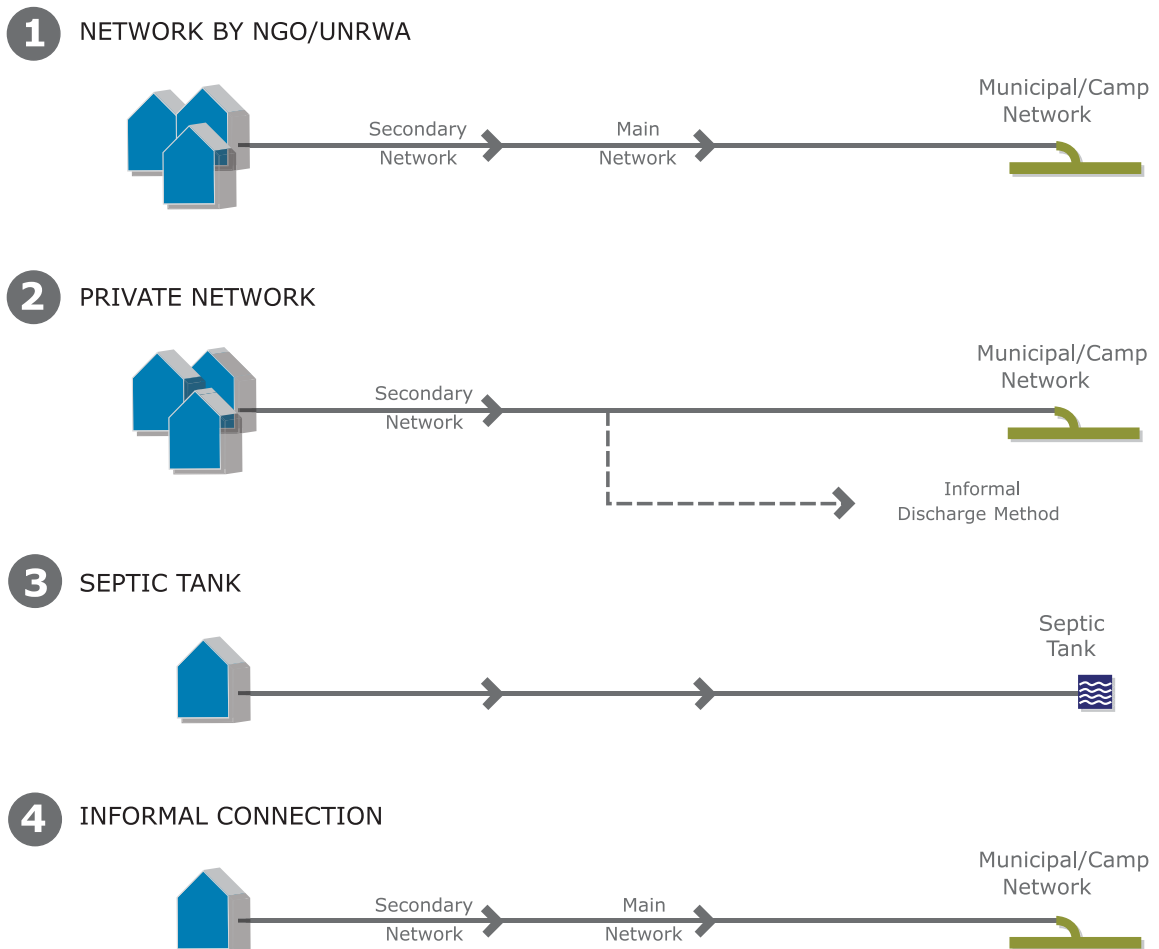 1 NETWORK BY NGO/UNRWA
Municipal/Camp
Network
Secondary
Network
Main
Network
2 PRIVATE NETWORK
Municipal/Camp
Network
Secondary
Network
Informal
Discharge Method
3 SEPTIC TANK
Septic
Tank
4 INFORMAL CONNECTION
Municipal/Camp
Network
Secondary
Network
Main
Network